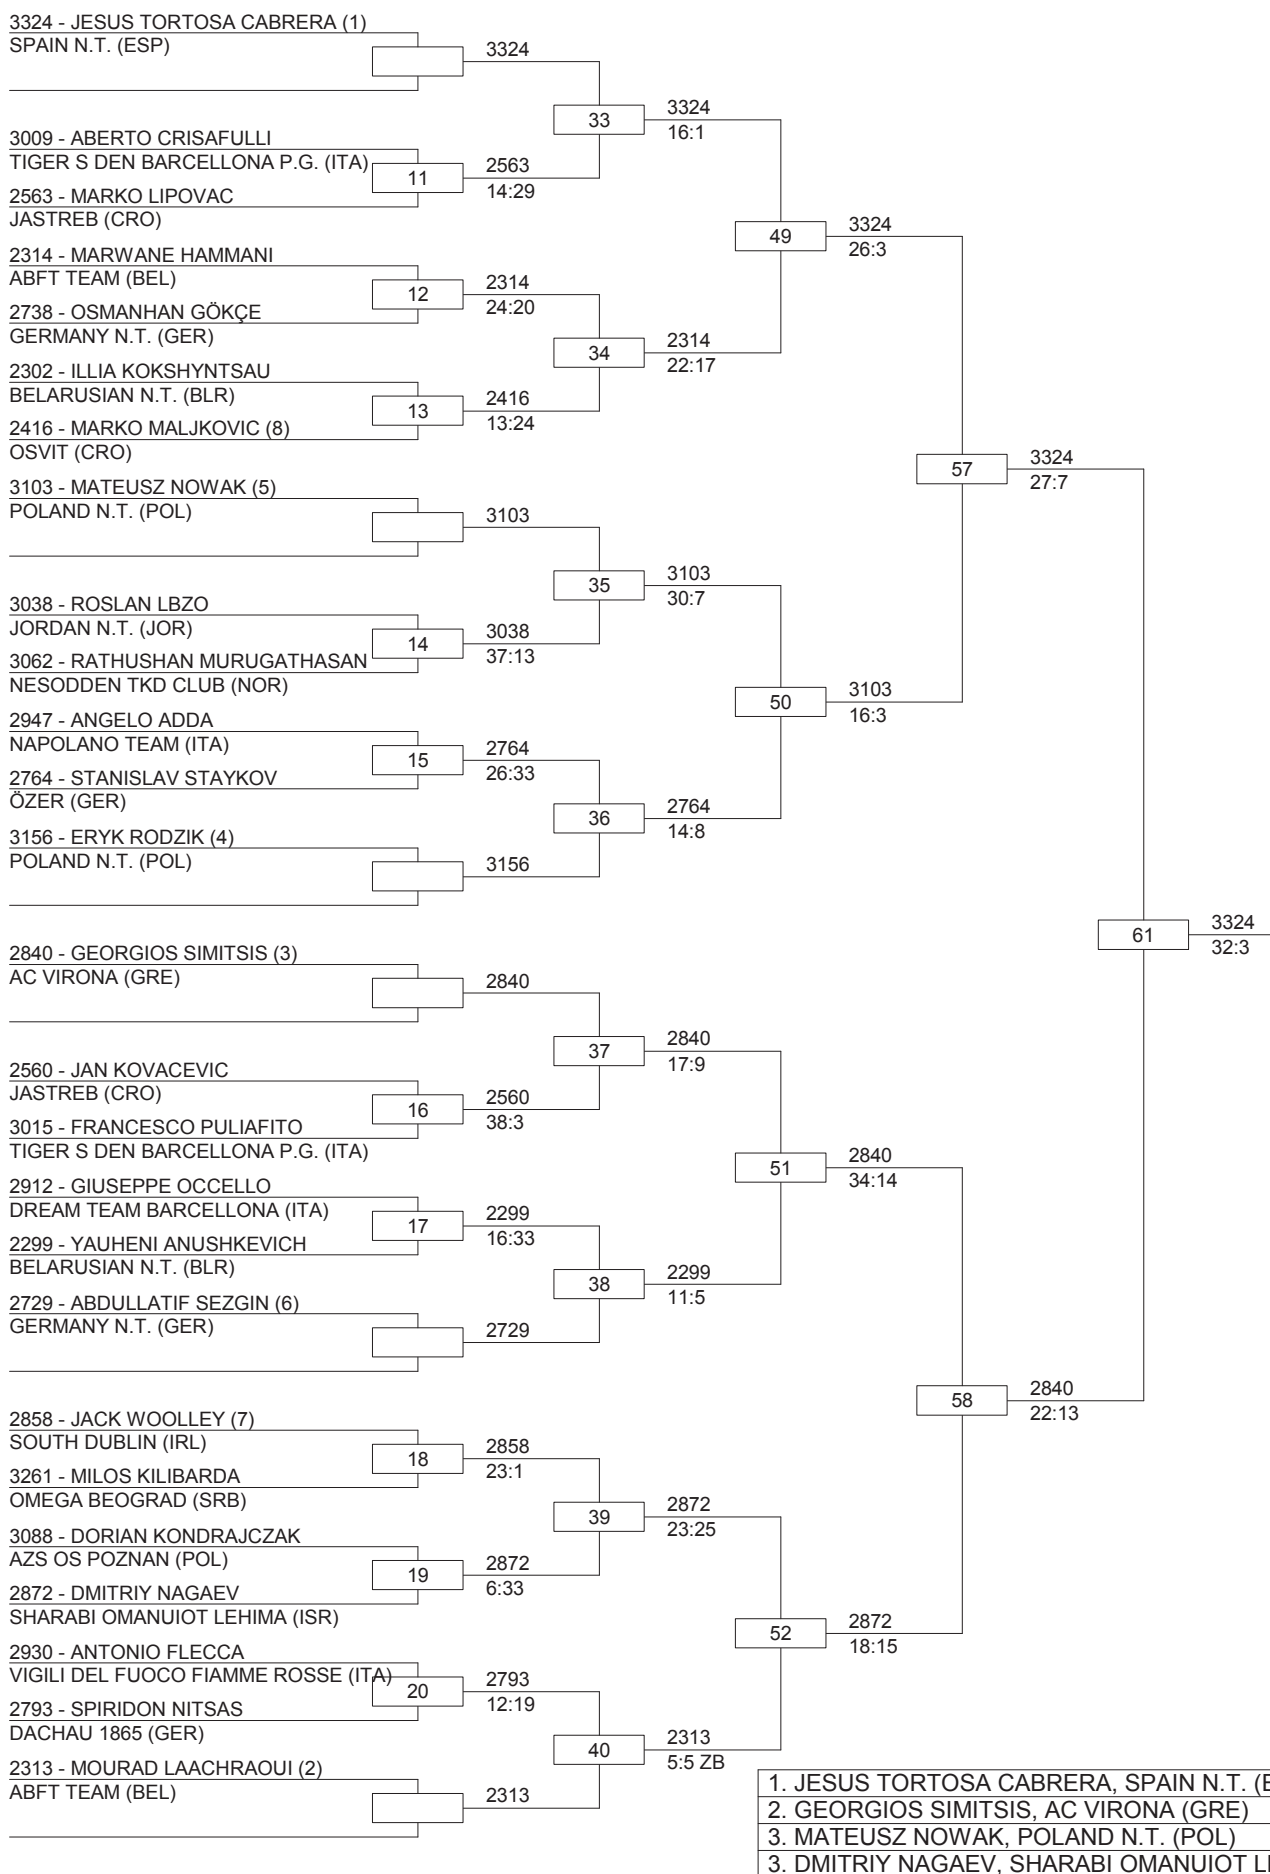 3324 - JESUS TORTOSA CABRERA (1)
SPAIN N.T. (ESP)
3009 - ABERTO CRISAFULLI
TIGER S DEN BARCELLONA P.G. (ITA)
2563 - MARKO LIPOVAC
JASTREB (CRO)
2314 - MARWANE HAMMANI
ABFT TEAM (BEL)
2738 - OSMANHAN GÖKÇE
GERMANY N.T. (GER)
2302 - ILLIA KOKSHYNTSAU
BELARUSIAN N.T. (BLR)
2416 - MARKO MALJKOVIC (8)
OSVIT (CRO)
3103 - MATEUSZ NOWAK (5)
POLAND N.T. (POL)
3038 - ROSLAN LBZO
JORDAN N.T. (JOR)
3062 - RATHUSHAN MURUGATHASAN
NESODDEN TKD CLUB (NOR)
2947 - ANGELO ADDA
NAPOLANO TEAM (ITA)
2764 - STANISLAV STAYKOV
ÖZER (GER)
3156 - ERYK RODZIK (4)
POLAND N.T. (POL)
2840 - GEORGIOS SIMITSIS (3)
AC VIRONA (GRE)
2560 - JAN KOVACEVIC
JASTREB (CRO)
3015 - FRANCESCO PULIAFITO
TIGER S DEN BARCELLONA P.G. (ITA)
2912 - GIUSEPPE OCCELLO
DREAM TEAM BARCELLONA (ITA)
2299 - YAUHENI ANUSHKEVICH
BELARUSIAN N.T. (BLR)
2729 - ABDULLATIF SEZGIN (6)
GERMANY N.T. (GER)
2858 - JACK WOOLLEY (7)
SOUTH DUBLIN (IRL)
3261 - MILOS KILIBARDA
OMEGA BEOGRAD (SRB)
3088 - DORIAN KONDRAJCZAK
AZS OS POZNAN (POL)
2872 - DMITRIY NAGAEV
SHARABI OMANUIOT LEHIMA (ISR)
2930 - ANTONIO FLECCA
VIGILI DEL FUOCO FIAMME ROSSE (ITA)
2793 - SPIRIDON NITSAS
DACHAU 1865 (GER)
2313 - MOURAD LAACHRAOUI (2)
ABFT TEAM (BEL)
3324
11
2563
14:29
12
2314
24:20
13
2416
13:24
3103
14
3038
37:13
15
2764
26:33
3156
2840
16
2560
38:3
17
2299
16:33
2729
18
2858
23:1
19
2872
6:33
20
2793
12:19
2313
33
3324
16:1
34
2314
22:17
35
3103
30:7
36
2764
14:8
37
2840
17:9
38
2299
11:5
39
2872
23:25
40
2313
5:5 ZB
49
3324
26:3
50
3103
16:3
51
2840
34:14
52
2872
18:15
57
3324
27:7
58
2840
22:13
61
3324
32:3
1. JESUS TORTOSA CABRERA, SPAIN N.T.
2. GEORGIOS SIMITSIS, AC VIRONA (GRE)
3. MATEUSZ NOWAK, POLAND N.T. (POL)
3. DMITRIY NAGAEV, SHARABI OMANUIOT